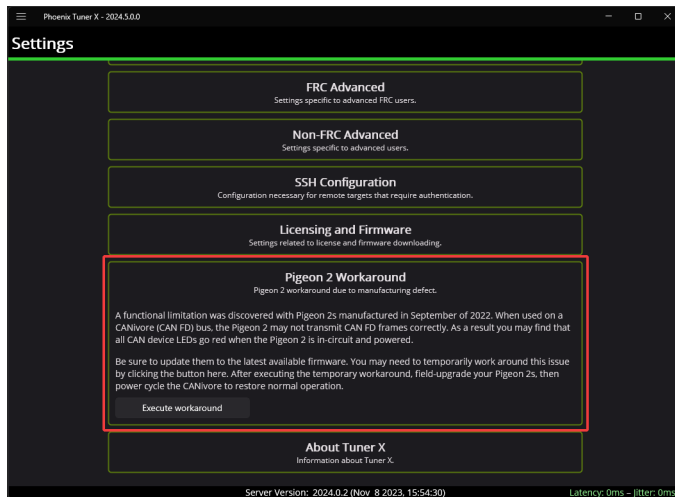 Phoenix Tuner X - 2024.5.0.0
Settings
FRC Advanced
Settings specific to advanced FRC users.
Non-FRC Advanced
Settings specific to advanced users.
SSH Configuration
Configuration necessary for remote targets that require authentication.
Licensing and Firmware
Settings related to license and firmware downloading.
Pigeon 2 Workaround
Pigeon 2 workaround due to manufacturing defect.
A functional limitation was discovered with Pigeon 2s manufactured in September of 2022. When used on a
CANivore (CAN FD) bus, the Pigeon 2 may not transmit CAN FD frames correctly. As a result you may find that
all CAN device LEDs go red when the Pigeon 2 is in-circuit and powered.
Be sure to update them to the latest available firmware. You may need to temporarily work around this issue
by clicking the button here. After executing the temporary workaround, field-upgrade your Pigeon 2s, then
power cycle the CANivore to restore normal operation.
Execute workaround
About Tuner X
Information about Tuner X.
Server Version: 2024.0.2 (Nov 8 2023, 15:54:30) Latency: 0ms - Jitter: 0ms